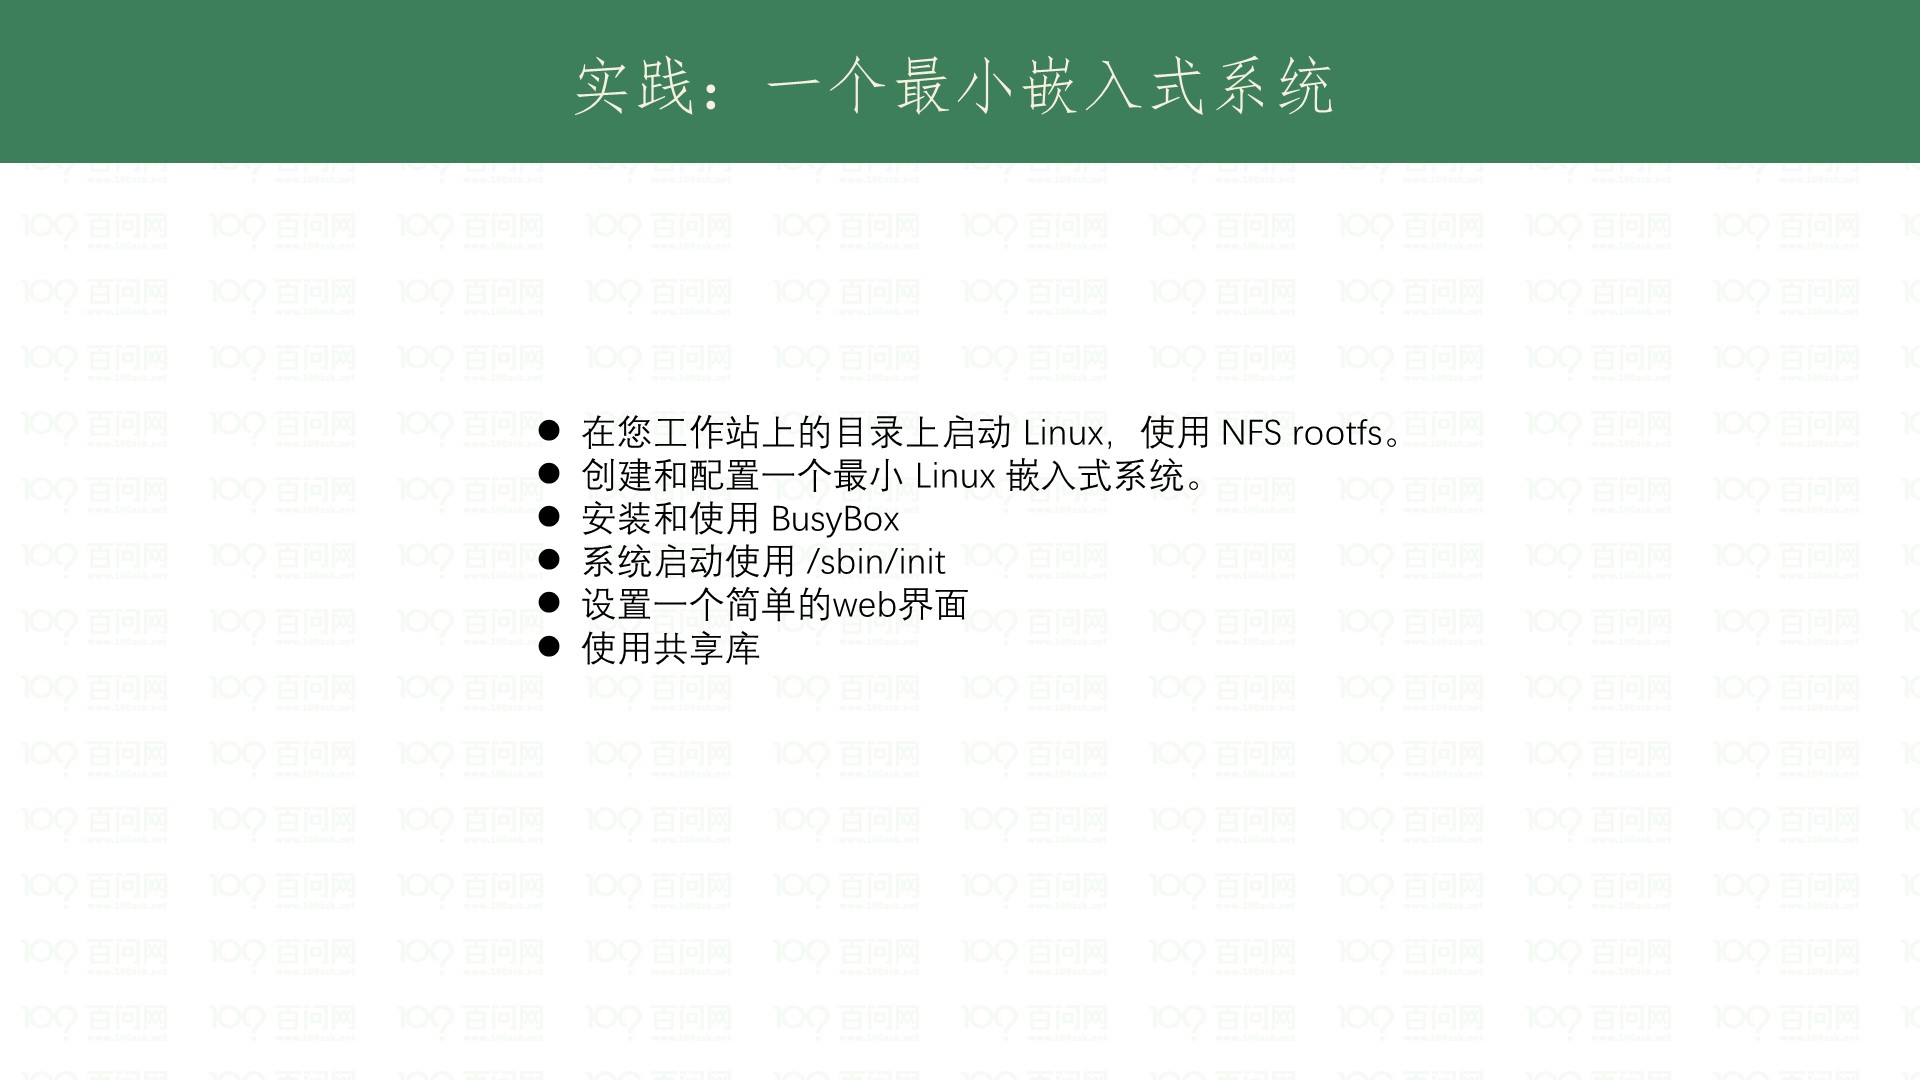 实践：一个最小嵌入式系统
● 在您工作站上的目录上启动 Linux，使用 NFS rootfs。
● 创建和配置一个最小 Linux 嵌入式系统。
● 安装和使用 BusyBox
● 系统启动使用 /sbin/init
● 设置一个简单的web界面
● 使用共享库
百问网
www.100ask.net